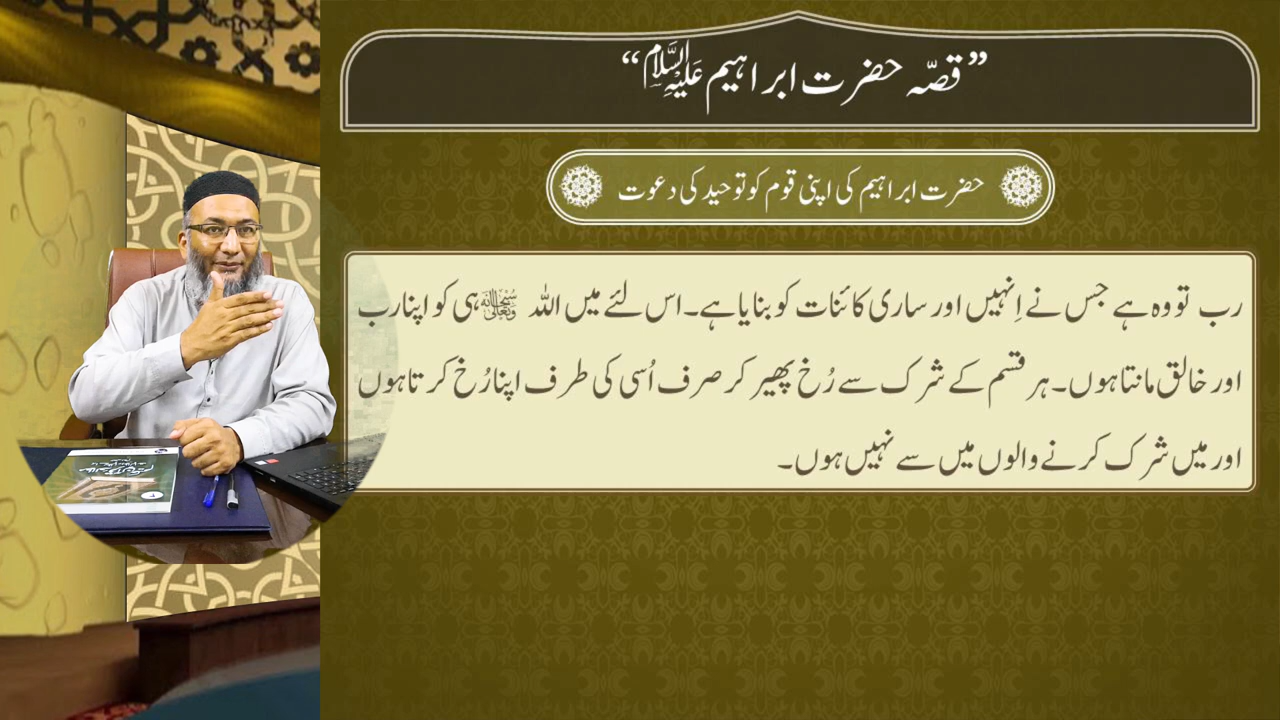 ”قصّہ حضرت ابراہیم علیہ السلام“
حضرت ابراہیم کی اپنی قوم کو توحید کی دعوت
رب تو وہ ہے جس نے اِنہیں اور ساری کائنات کو بنایا ہے۔ اس لئے میں اللہ سبحانہ وتعالیٰ ہی کو اپنا رب
اور خالق مانتا ہوں۔ ہر قسم کے شرک سے رُخ پھیر کر صرف اُسی کی طرف اپنا رُخ کرتا ہوں
اور میں شرک کرنے والوں میں سے نہیں ہوں۔